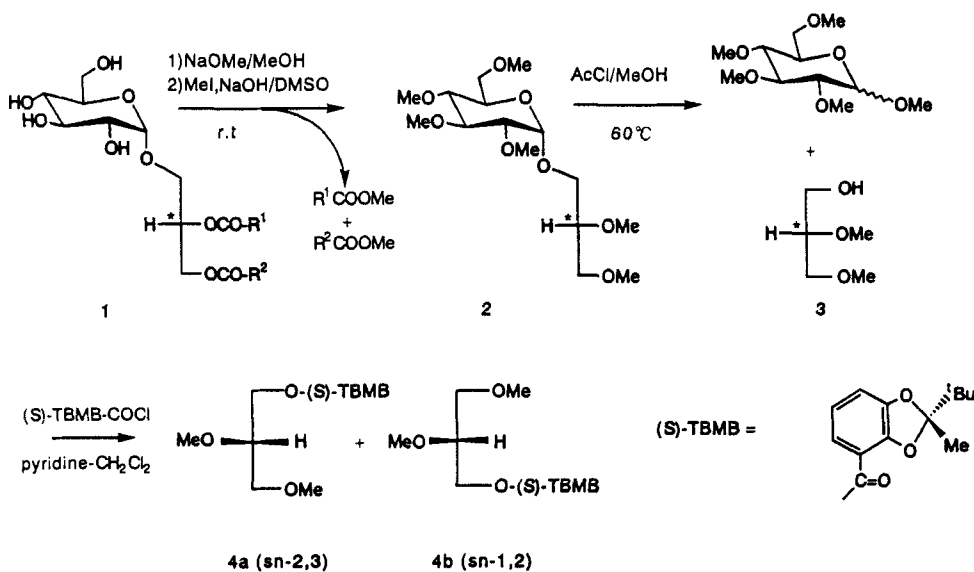 1)NaOMe/MeOH
2)MeI,NaOH/DMSO
r.t
OH
HO
HO
OH
O
O
H
*
OCO-R¹
OCO-R²
1
R¹COOMe
+
R²COOMe
OMe
MeO
MeO
OMe
O
O
H
*
OMe
OMe
2
AcCl/MeOH
60℃
OMe
MeO
MeO
O
OMe
OMe
+
OH
H
*
OMe
OMe
3
(S)-TBMB-COCl
pyridine-CH₂Cl₂
O-(S)-TBMB
MeO
H
OMe
4a (sn-2,3)
+
OMe
MeO
H
O-(S)-TBMB
4b (sn-1,2)
(S)-TBMB =
O
O
ᵗBu
Me
C=O